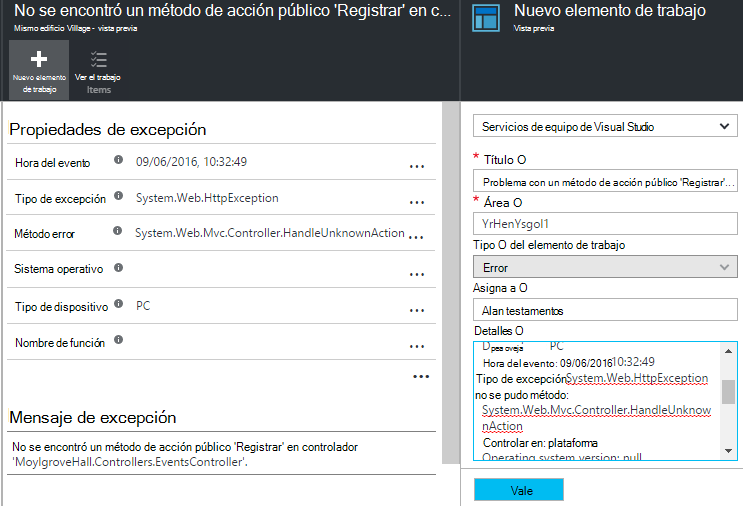 No se encontró un método de acción público 'Registrar' en c...
Mismo edificio Village - vista previa
Nuevo elemento
de trabajo
Ver el trabajo
Items
Propiedades de excepción
Hora del evento 09/06/2016, 10:32:49 ...
Tipo de excepción System.Web.HttpException ...
Método error System.Web.Mvc.Controller.HandleUnknownAction ...
Sistema operativo ...
Tipo de dispositivo PC ...
Nombre de función ...
...
Mensaje de excepción
No se encontró un método de acción público 'Registrar' en controlador
'MoylgroveHall.Controllers.EventsController'.
Nuevo elemento de trabajo
Vista previa
Servicios de equipo de Visual Studio
* Título O
Problema con un método de acción público 'Registrar'...
* Área O
YrHenYsgol1
Tipo O del elemento de trabajo
Error
Asigna a O
Alan testamentos
Detalles O
PC
Hora del evento: 09/06/2016 10:32:49
Tipo de excepción: System.Web.HttpException
no se pudo método:
System.Web.Mvc.Controller.HandleUnknow
nAction
Controlar en: plataforma
Operating system version: null
Vale